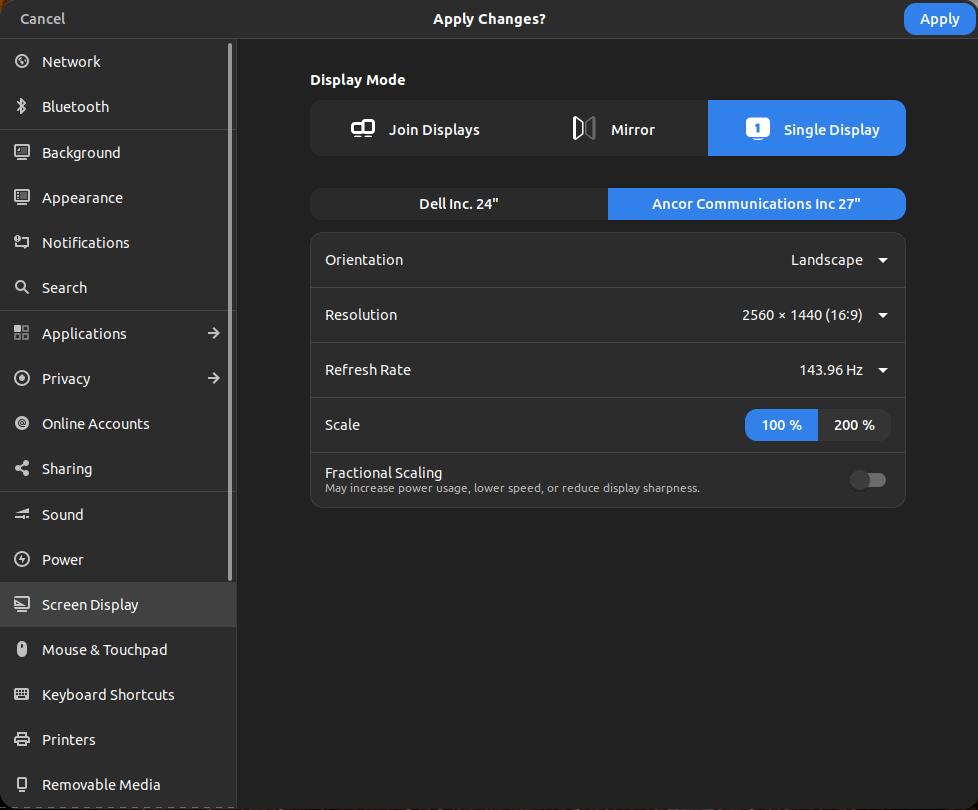 Cancel
Apply Changes?
Apply
Network
Bluetooth
Background
Appearance
Notifications
Search
Applications
Privacy
Online Accounts
Sharing
Sound
Power
Screen Display
Mouse & Touchpad
Keyboard Shortcuts
Printers
Removable Media
Display Mode
Join Displays
Mirror
1
Single Display
Dell Inc. 24"
Ancor Communications Inc 27"
Orientation
Landscape
Resolution
2560 × 1440 (16:9)
Refresh Rate
143.96 Hz
Scale
100 %
200 %
Fractional Scaling
May increase power usage, lower speed, or reduce display sharpness.